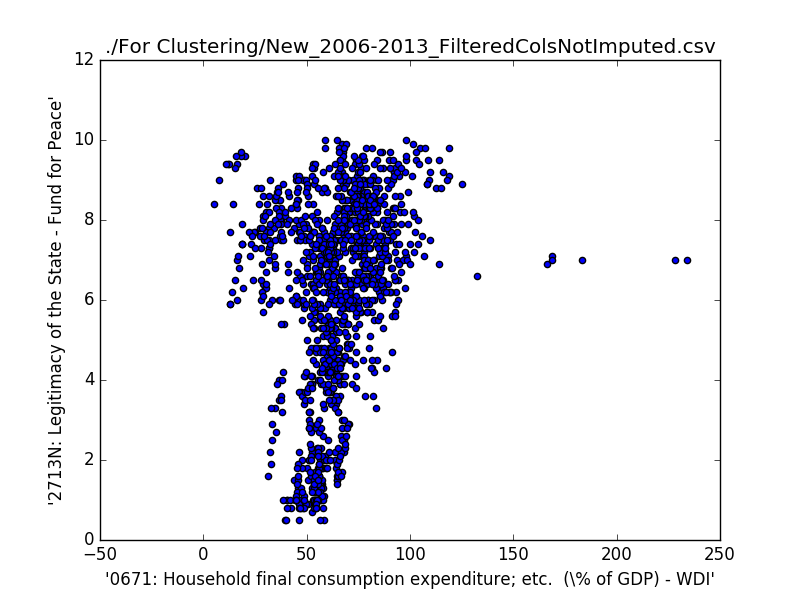 ./For Clustering/New_2006-2013_FilteredColsNotImputed.csv
12
10
8
6
4
2
0
'2713N: Legitimacy of the State - Fund for Peace'
−50 0 50 100 150 200 250
'0671: Household final consumption expenditure; etc.  (\% of GDP) - WDI'